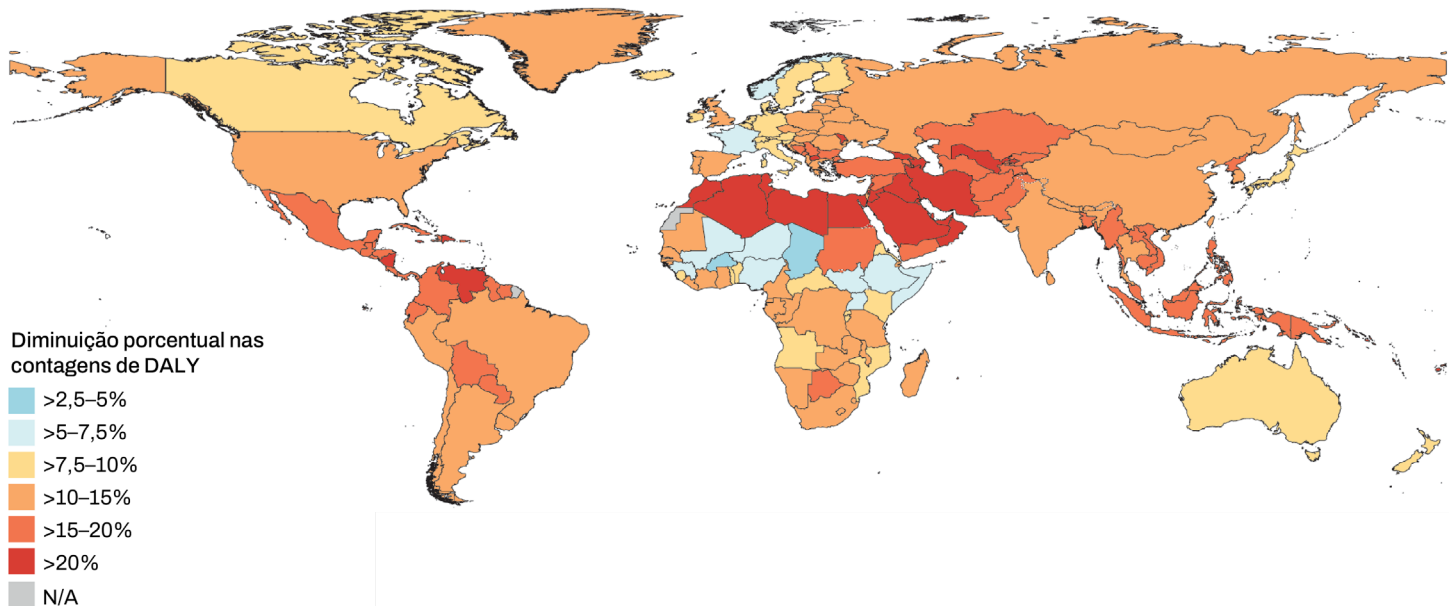 Diminuição porcentual nas
contagens de DALY
>2,5–5%
>5–7,5%
>7,5–10%
>10–15%
>15–20%
>20%
N/A